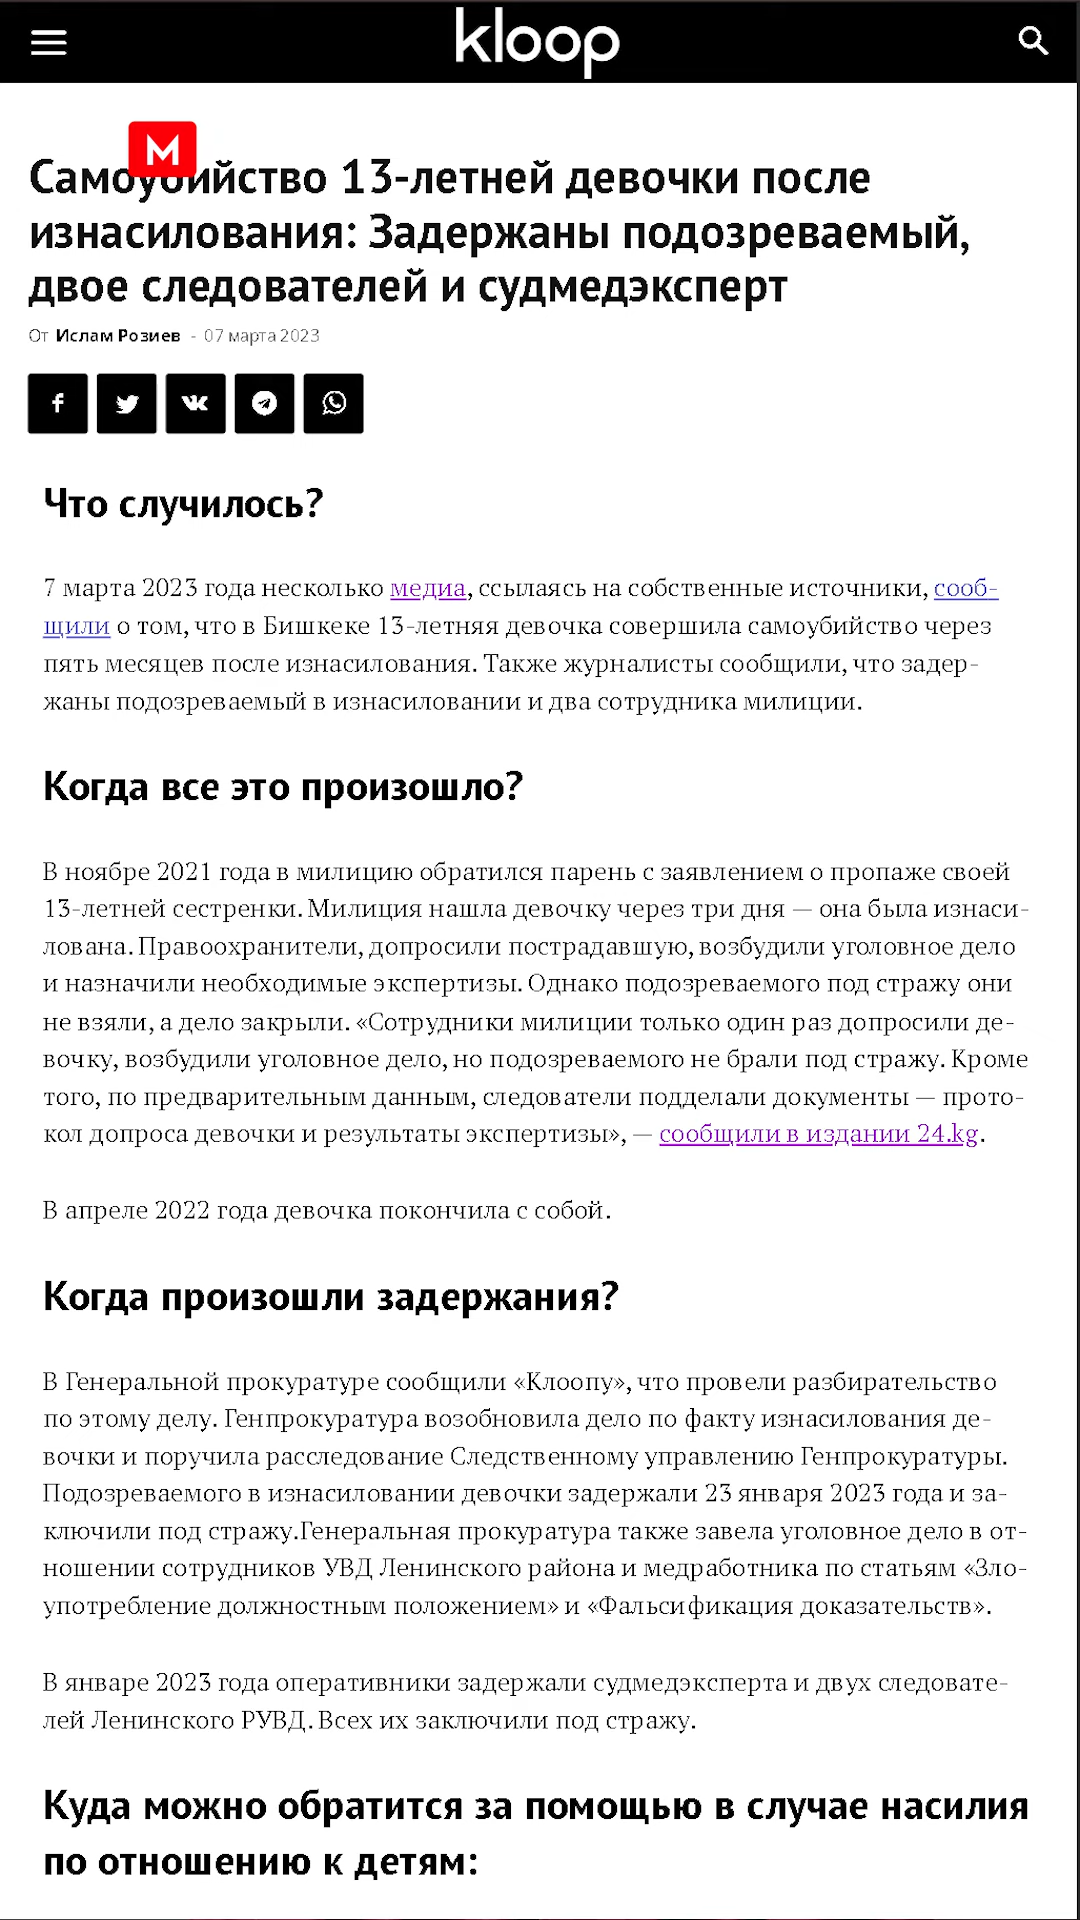 kloop
M
Самоубийство 13-летней девочки после
изнасилования: Задержаны подозреваемый,
двое следователей и судмедэксперт
От Ислам Розиев - 07 марта 2023
Что случилось?
7 марта 2023 года несколько медиа, ссылаясь на собственные источники, сооб-
щили о том, что в Бишкеке 13-летняя девочка совершила самоубийство через
пять месяцев после изнасилования. Также журналисты сообщили, что задер-
жаны подозреваемый в изнасиловании и два сотрудника милиции.
Когда все это произошло?
В ноябре 2021 года в милицию обратился парень с заявлением о пропаже своей
13-летней сестренки. Милиция нашла девочку через три дня — она была изнаси-
лована. Правоохранители, допросили пострадавшую, возбудили уголовное дело
и назначили необходимые экспертизы. Однако подозреваемого под стражу они
не взяли, а дело закрыли. «Сотрудники милиции только один раз допросили де-
вочку, возбудили уголовное дело, но подозреваемого не брали под стражу. Кроме
того, по предварительным данным, следователи подделали документы — прото-
кол допроса девочки и результаты экспертизы», — сообщили в издании 24.kg.
В апреле 2022 года девочка покончила с собой.
Когда произошли задержания?
В Генеральной прокуратуре сообщили «Клоопу», что провели разбирательство
по этому делу. Генпрокуратура возобновила дело по факту изнасилования де-
вочки и поручила расследование Следственному управлению Генпрокуратуры.
Подозреваемого в изнасиловании девочки задержали 23 января 2023 года и за-
ключили под стражу.Генеральная прокуратура также завела уголовное дело в от-
ношении сотрудников УВД Ленинского района и медработника по статьям «Зло-
употребление должностным положением» и «Фальсификация доказательств».
В январе 2023 года оперативники задержали судмедэксперта и двух следовате-
лей Ленинского РУВД. Всех их заключили под стражу.
Куда можно обратится за помощью в случае насилия
по отношению к детям: